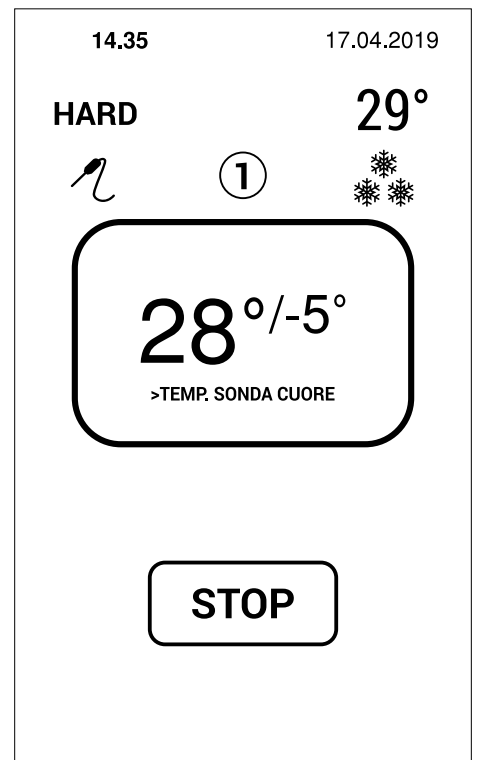 14.35 17.04.2019
HARD 29°
1
28°/-5°
>TEMP. SONDA CUORE
STOP